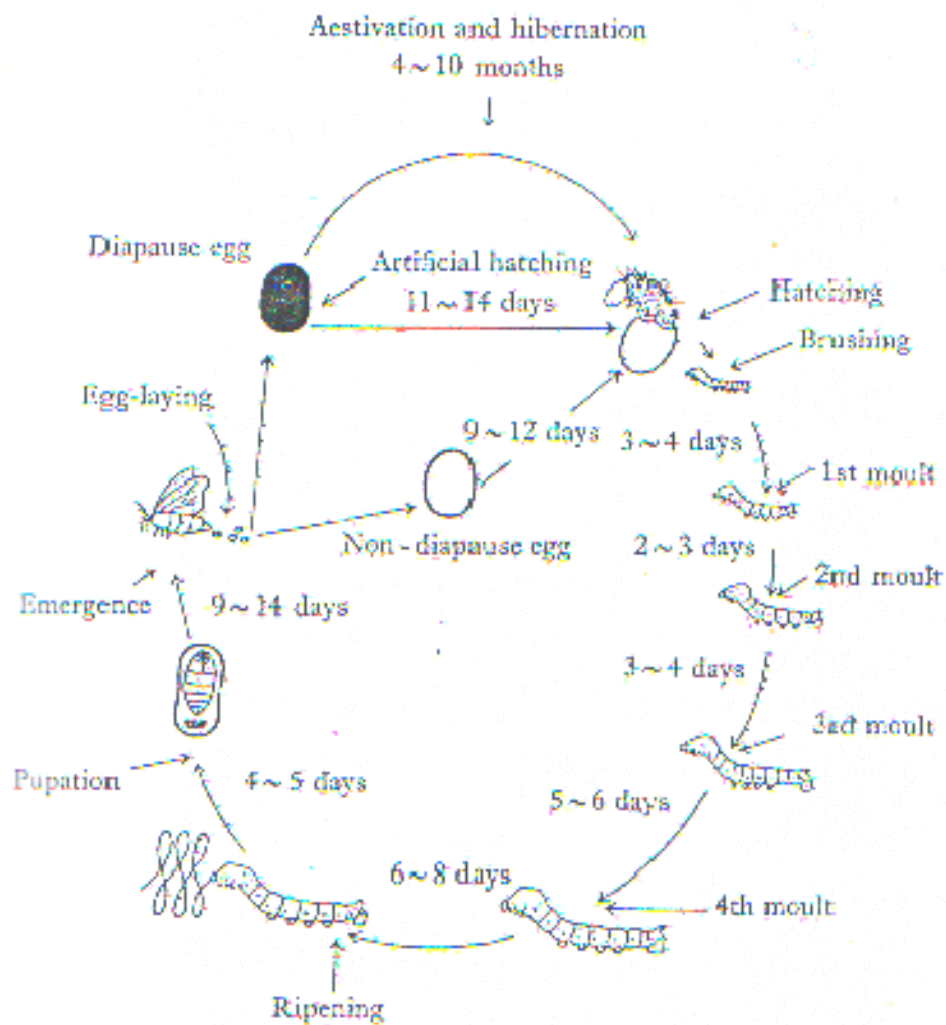 Aestivation and hibernation
4~10 months
Diapause egg
Artificial hatching
11~14 days
Hatching
Brushing
Egg-laying
9~12 days
3~4 days
1st moult
Non-diapause egg
2~3 days
2nd moult
Emergence
9~14 days
3~4 days
3ad moult
Pupation
4~5 days
5~6 days
6~8 days
4th moult
Ripening